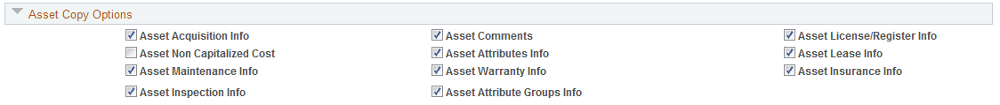 Asset Copy Options
Asset Acquisition Info Asset Comments Asset License/Register Info
Asset Non Capitalized Cost Asset Attributes Info Asset Lease Info
Asset Maintenance Info Asset Warranty Info Asset Insurance Info
Asset Inspection Info Asset Attribute Groups Info